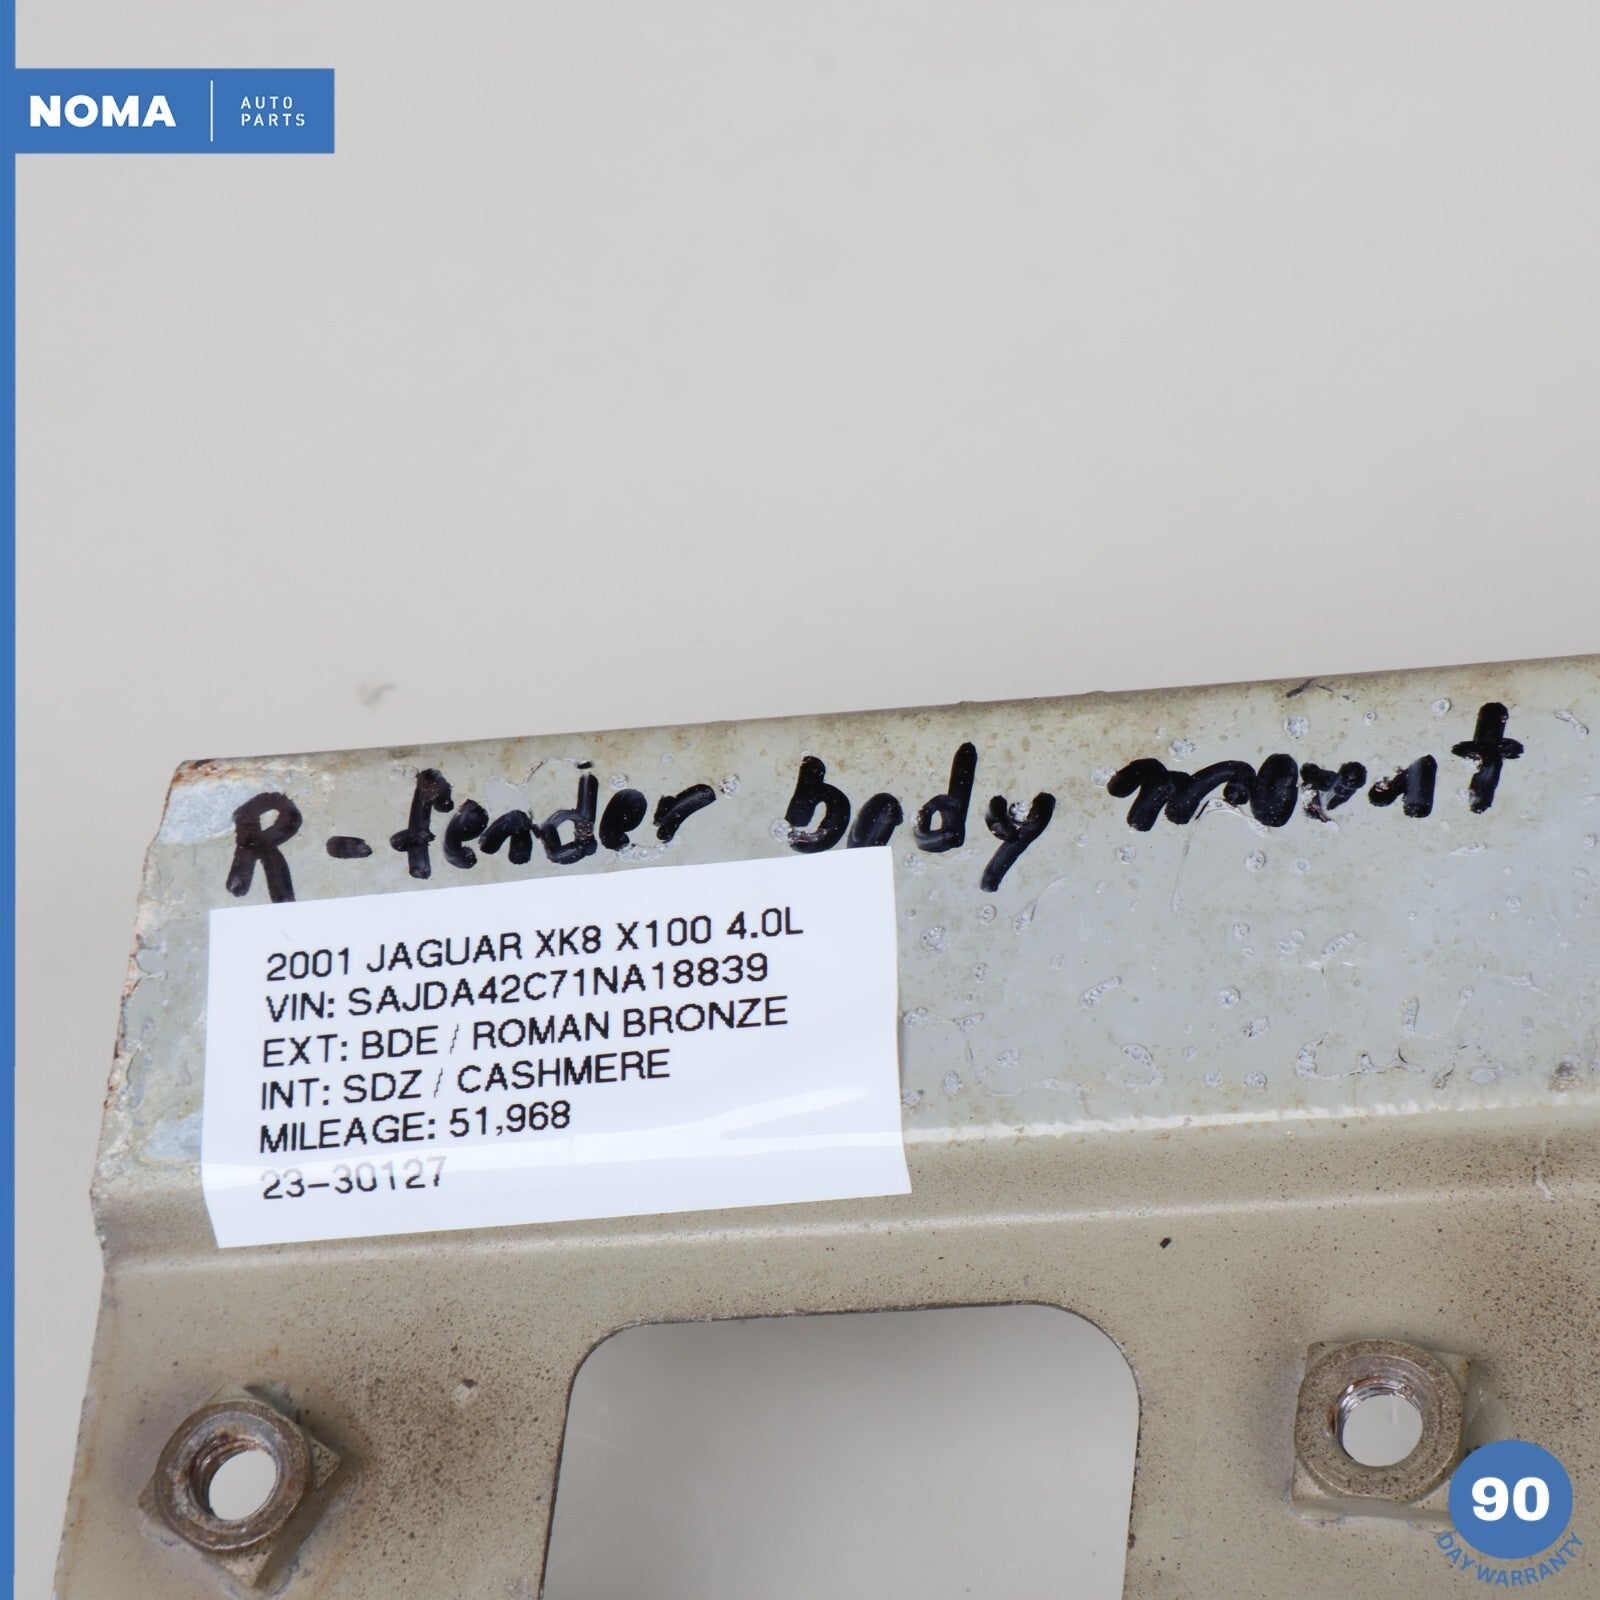 NOMA
AUTO
PARTS
R-fender body mount
2001 JAGUAR XK8 X100 4.0L
VIN: SAJDA42C71NA18839
EXT: BDE / ROMAN BRONZE
INT: SDZ / CASHMERE
MILEAGE: 51,968
23-30127
90
DAY WARRANTY